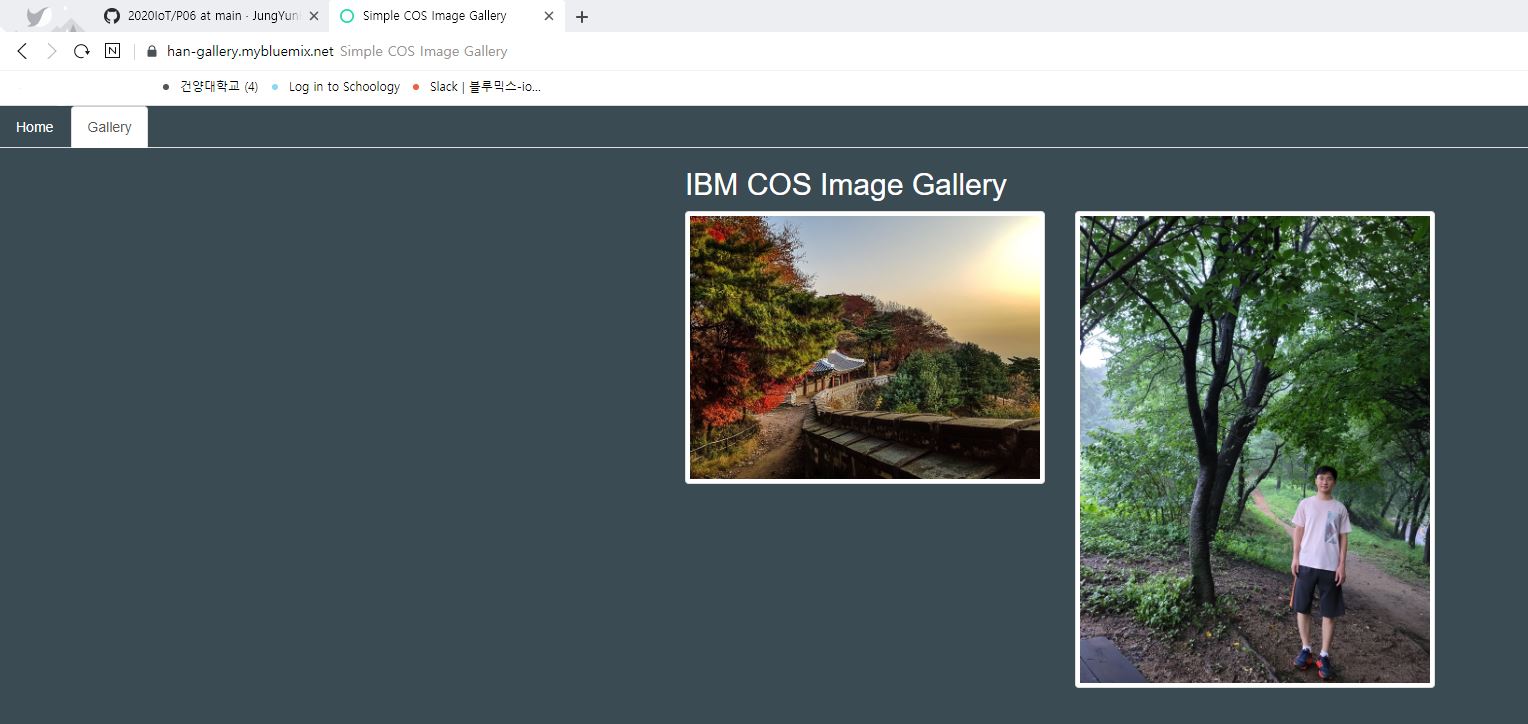 2020IoT/P06 at main · JungYun
Simple COS Image Gallery
N
han-gallery.mybluemix.net Simple COS Image Gallery
건양대학교 (4)
Log in to Schoology
Slack | 블루믹스-io...
Home
Gallery
IBM COS Image Gallery